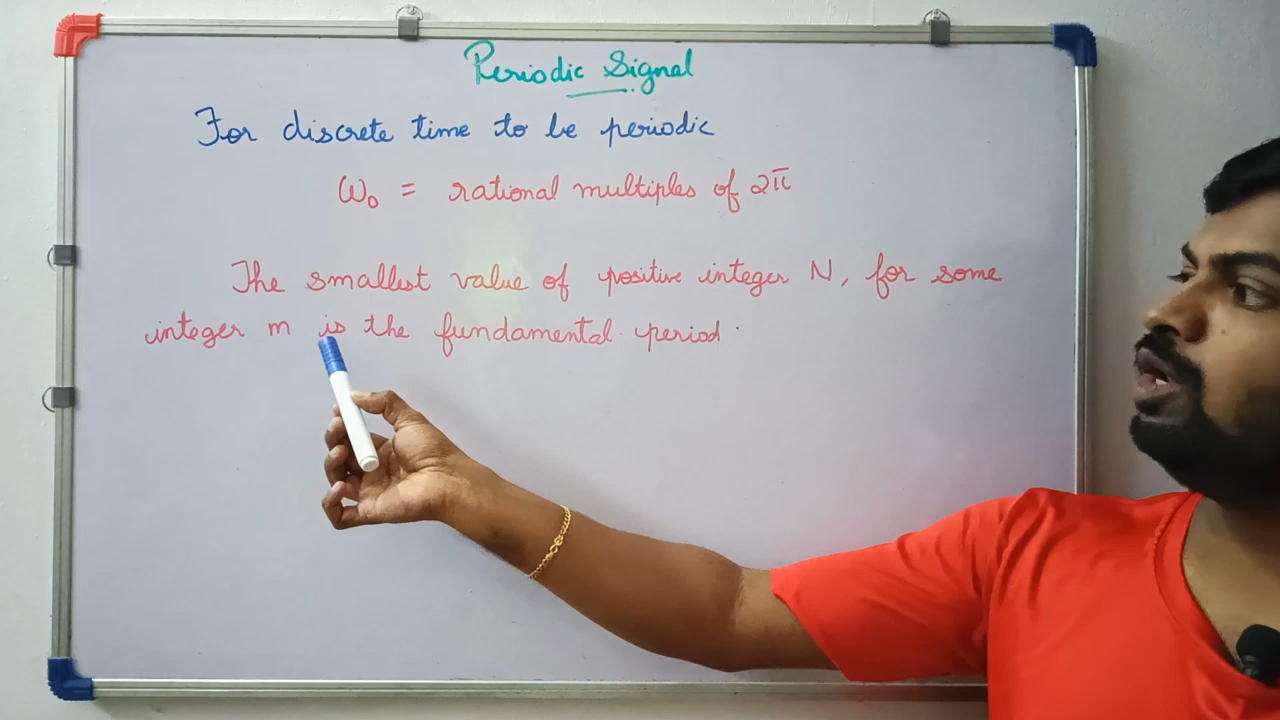 Periodic Signal
For discrete time to be periodic
ω₀ = rational multiples of 2π
The smallest value of positive integer N, for some
integer m is the fundamental period.